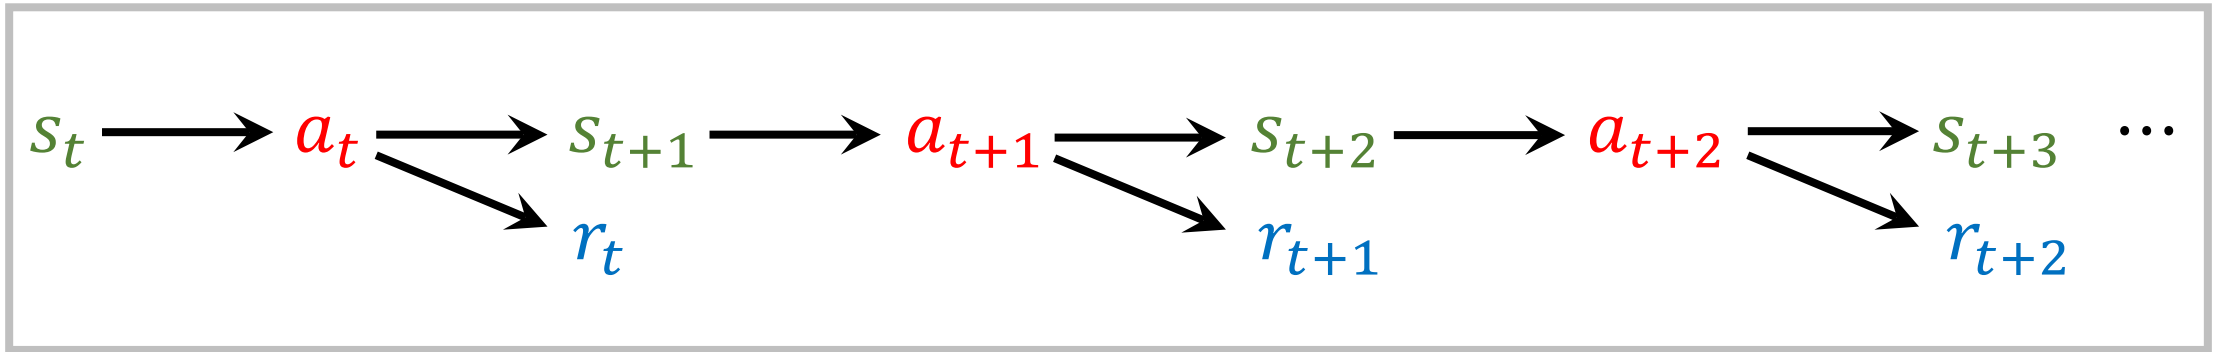 s_t a_t s_{t+1} a_{t+1} s_{t+2} a_{t+2} s_{t+3} ⋯
r_t r_{t+1} r_{t+2}